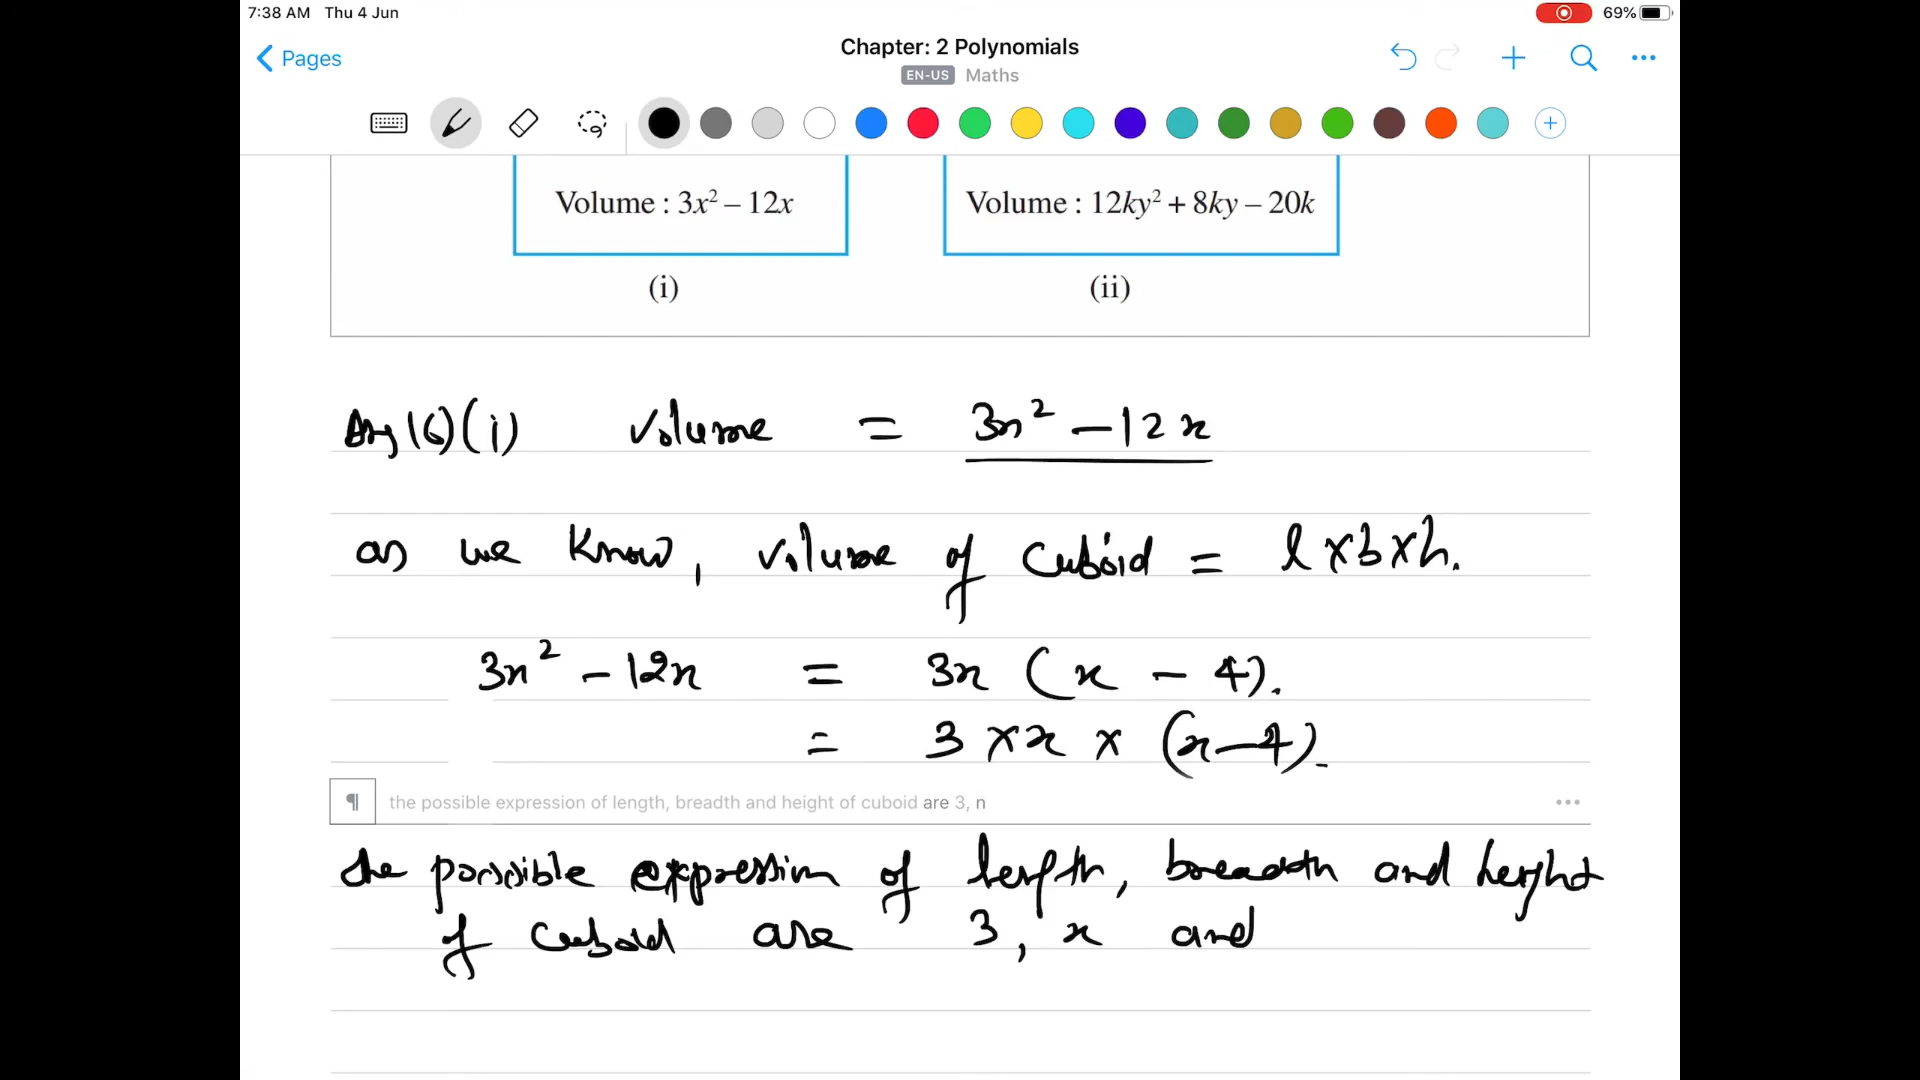 7:38 AM Thu 4 Jun
69%
Pages
Chapter: 2 Polynomials
EN-US Maths
Volume : 3x² – 12x
Volume : 12ky² + 8ky – 20k
(i)
(ii)
Ans 16)(i) volume = 3x² – 12x
as we know, volume of cuboid = l × b × h.
3x² – 12x = 3x (x – 4).
= 3 × x × (x – 4).
the possible expression of length, breadth and height of cuboid are 3, n
the possible expression of length, breadth and height
of cuboid are 3, x and